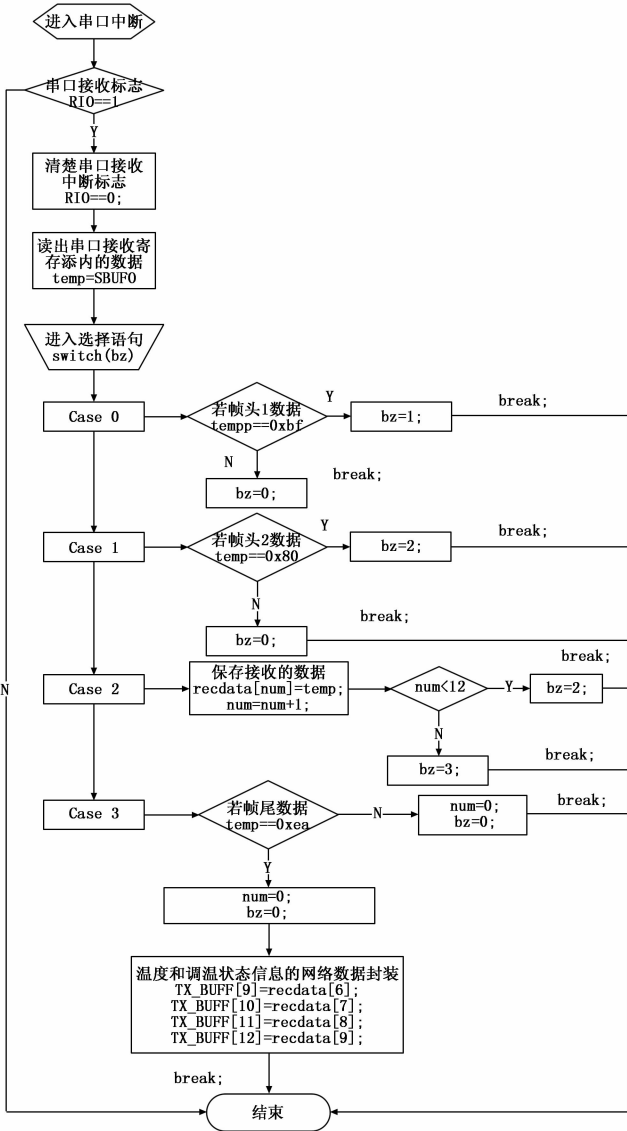 进入串口中断
串口接收标志
RI0==1
Y
清楚串口接收
中断标志
RI0==0;
读出串口接收寄
存添内的数据
temp=SBUF0
进入选择语句
switch(bz)
Case 0
若帧头1数据
tempp==0xbf
Y
bz=1;
break;
N
bz=0;
break;
Case 1
若帧头2数据
temp==0x80
Y
bz=2;
break;
N
bz=0;
break;
N
Case 2
保存接收的数据
recdata[num]=temp;
num=num+1;
num<12
Y
bz=2;
break;
N
bz=3;
break;
Case 3
若帧尾数据
temp==0xea
N
num=0;
bz=0;
break;
Y
num=0;
bz=0;
温度和调温状态信息的网络数据封装
TX_BUFF[9]=recdata[6];
TX_BUFF[10]=recdata[7];
TX_BUFF[11]=recdata[8];
TX_BUFF[12]=recdata[9];
break;
结束